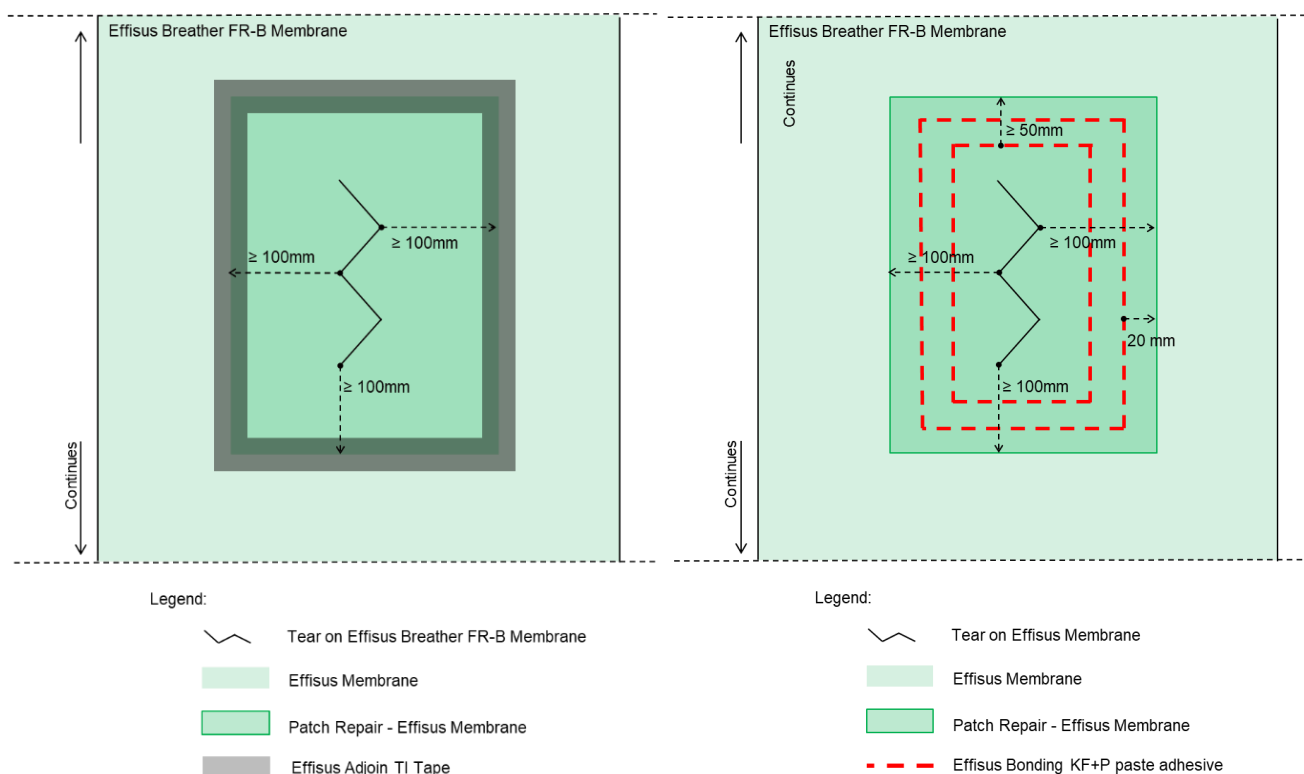 Effisus Breather FR-B Membrane
≥ 100mm
≥ 100mm
≥ 100mm
Continues
Legend:
Tear on Effisus Breather FR-B Membrane
Effisus Membrane
Patch Repair - Effisus Membrane
Effisus Adjoin TI Tape
Effisus Breather FR-B Membrane
Continues
≥ 50mm
≥ 100mm
≥ 100mm
20 mm
≥ 100mm
Continues
Legend:
Tear on Effisus Membrane
Effisus Membrane
Patch Repair - Effisus Membrane
Effisus Bonding KF+P paste adhesive